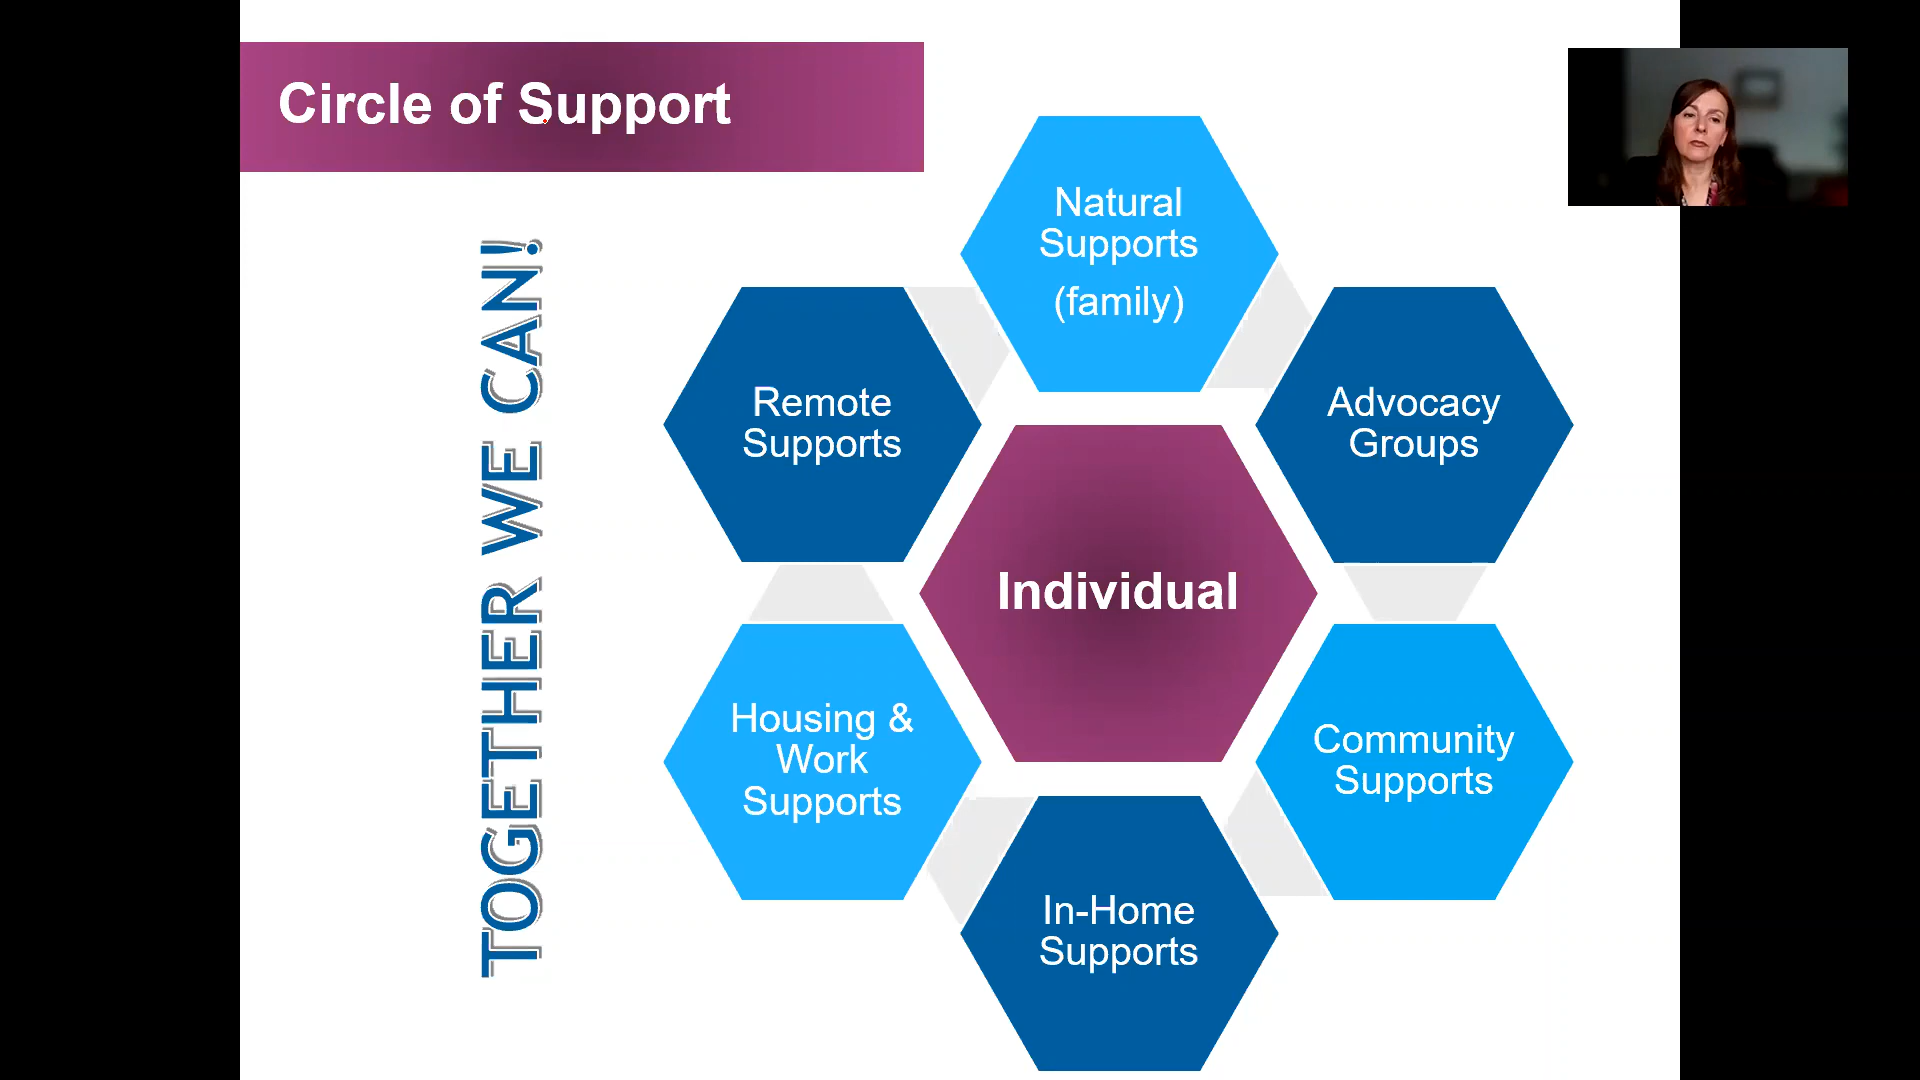 Circle of Support
TOGETHER WE CAN!
Natural
Supports
(family)
Remote
Supports
Advocacy
Groups
Individual
Housing &
Work
Supports
Community
Supports
In-Home
Supports